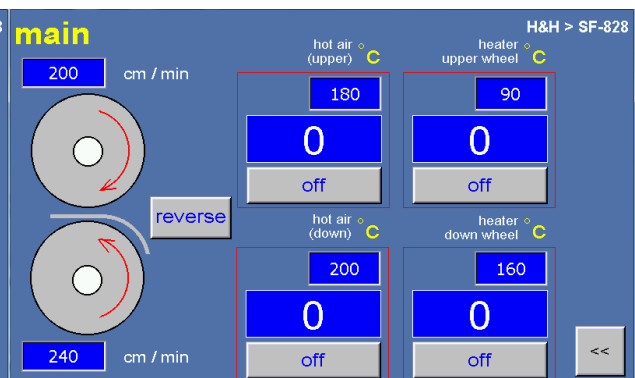 main
H&H > SF-828
200 cm / min
hot air °
(upper) C
180
0
off
heater °
upper wheel C
90
0
off
reverse
hot air °
(down) C
200
0
off
heater °
down wheel C
160
0
off
240 cm / min
<<